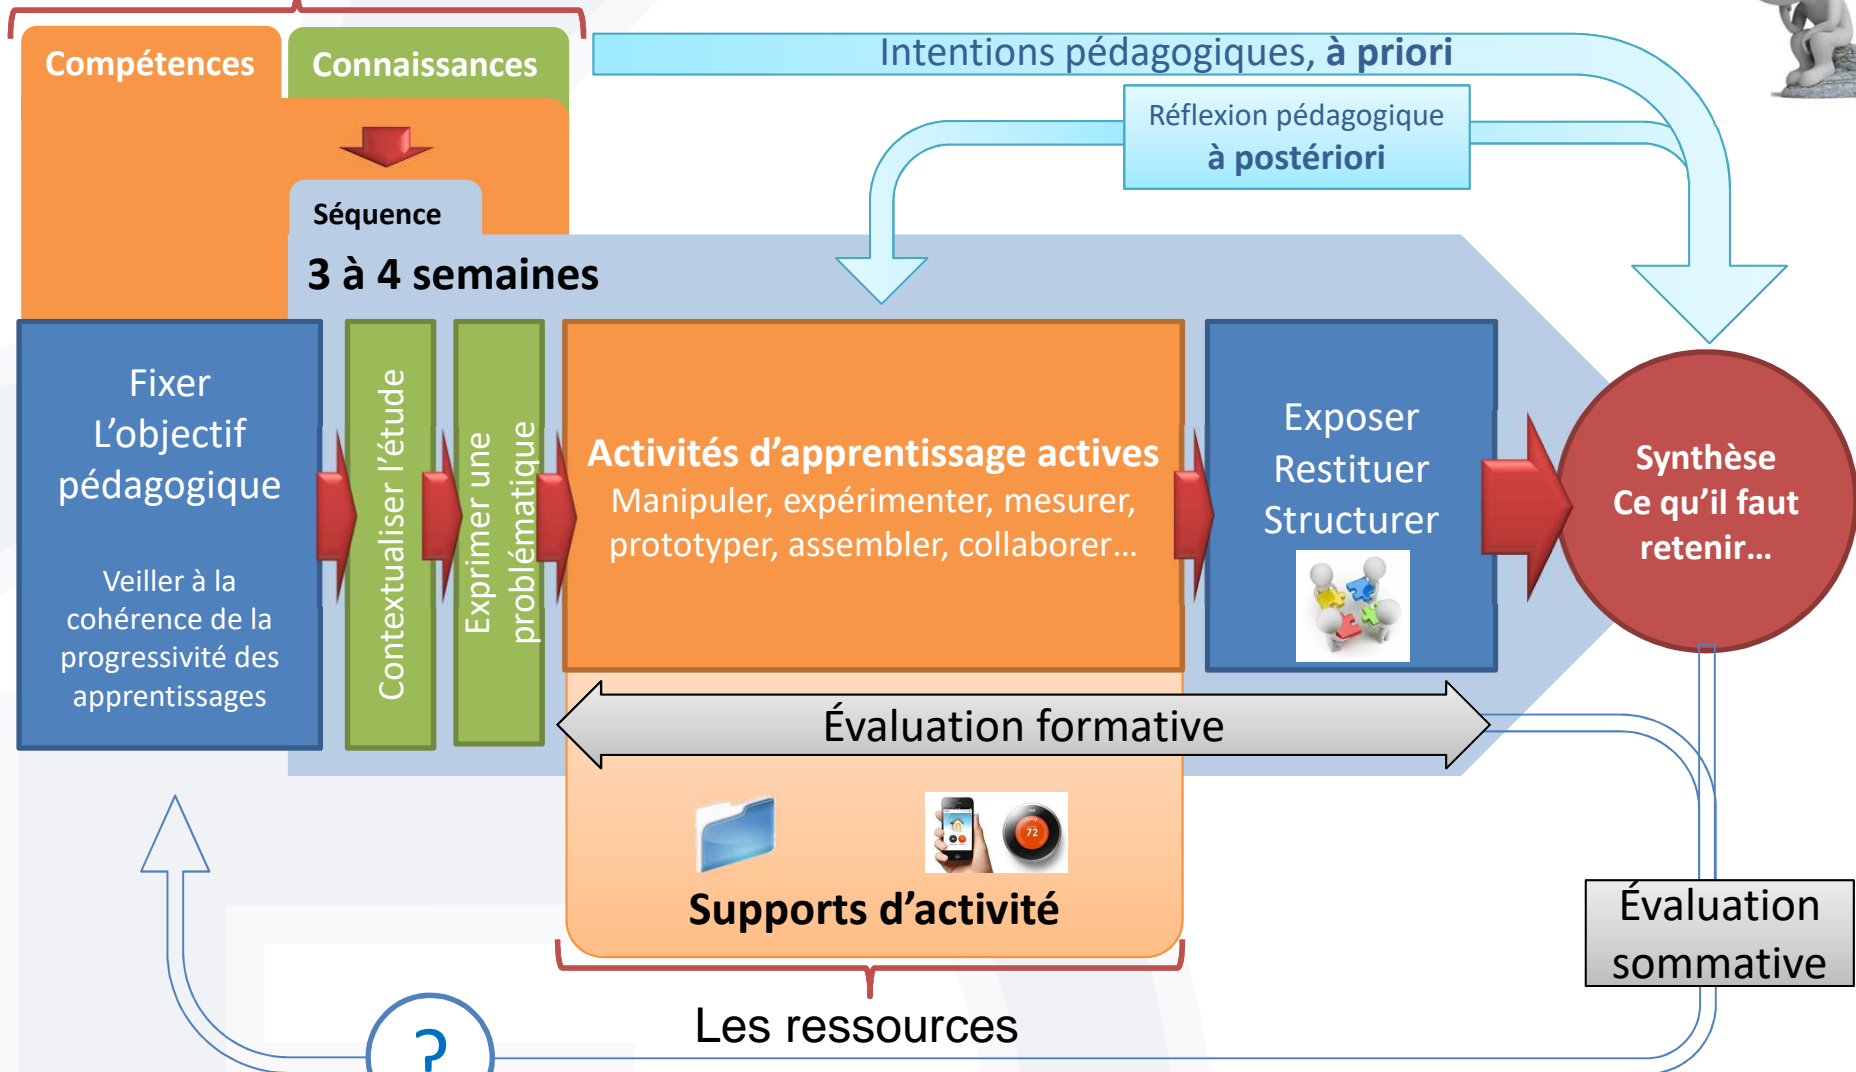 Compétences
Connaissances
Intentions pédagogiques, à priori
Réflexion pédagogique
à postériori
Séquence
3 à 4 semaines
Fixer
L’objectif
pédagogique
Veiller à la
cohérence de la
progressivité des
apprentissages
Contextualiser l’étude
Exprimer une
problématique
Activités d’apprentissage actives
Manipuler, expérimenter, mesurer,
prototyper, assembler, collaborer…
Exposer
Restituer
Structurer
Synthèse
Ce qu’il faut
retenir…
Évaluation formative
72
Supports d’activité
Évaluation
sommative
Les ressources
?